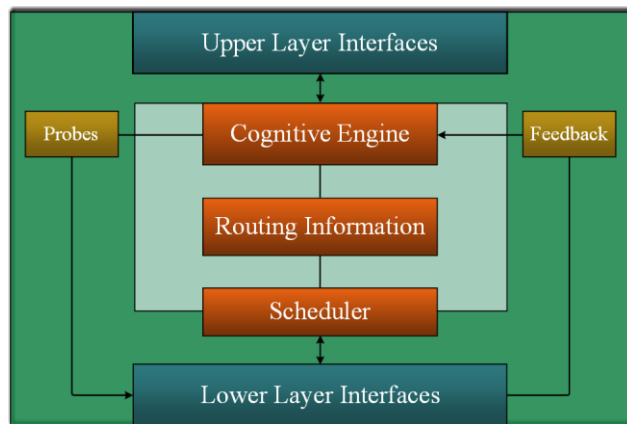 Upper Layer Interfaces
Probes
Cognitive Engine
Feedback
Routing Information
Scheduler
Lower Layer Interfaces